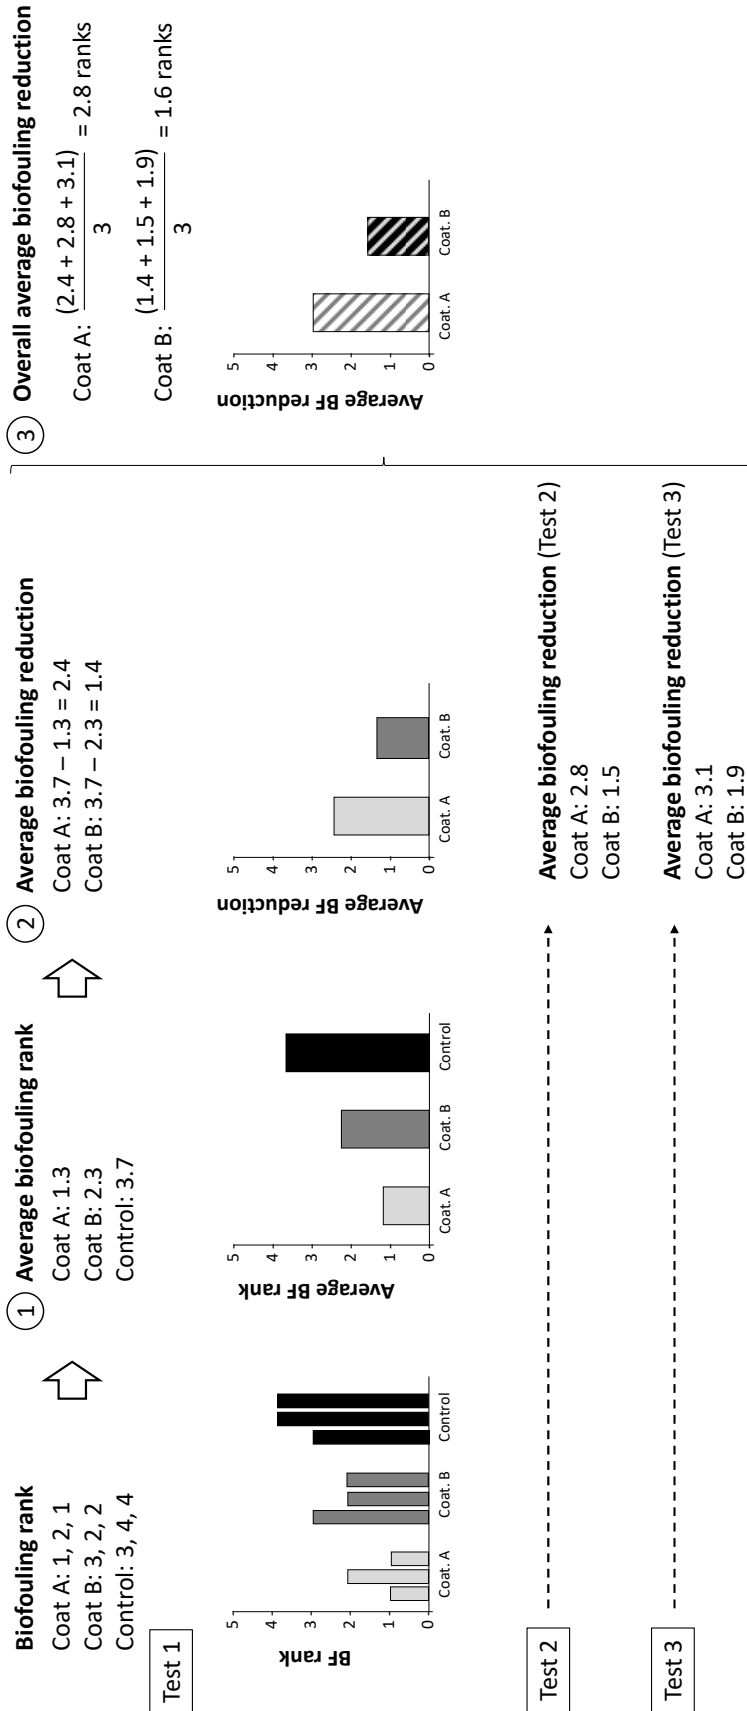 Biofouling rank
Coat A: 1, 2, 1
Coat B: 3, 2, 2
Control: 3, 4, 4
Test 1
BF rank
5
4
3
2
1
0
Coat. A
Coat. B
Control
1
Average biofouling rank
Coat A: 1.3
Coat B: 2.3
Control: 3.7
Average BF rank
5
4
3
2
1
0
Coat. A
Coat. B
Control
2
Average biofouling reduction
Coat A: 3.7 – 1.3 = 2.4
Coat B: 3.7 – 2.3 = 1.4
Average BF reduction
5
4
3
2
1
0
Coat. A
Coat. B
3
Overall average biofouling reduction
Coat A: (2.4 + 2.8 + 3.1)
3
= 2.8 ranks
Coat B: (1.4 + 1.5 + 1.9)
3
= 1.6 ranks
Average BF reduction
5
4
3
2
1
0
Coat. A
Coat. B
Test 2
Average biofouling reduction (Test 2)
Coat A: 2.8
Coat B: 1.5
Test 3
Average biofouling reduction (Test 3)
Coat A: 3.1
Coat B: 1.9